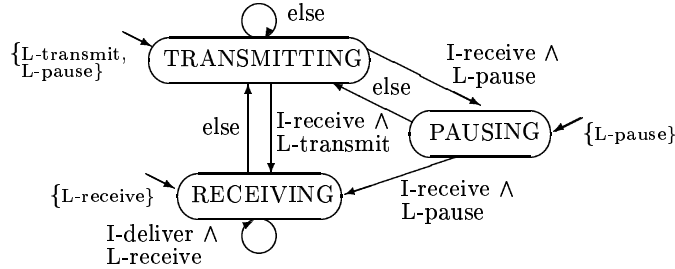 else
{L-transmit,
L-pause}
TRANSMITTING
I-receive ∧
L-pause
else
else
I-receive ∧
L-transmit
PAUSING
{L-pause}
{L-receive}
RECEIVING
I-receive ∧
L-pause
I-deliver ∧
L-receive